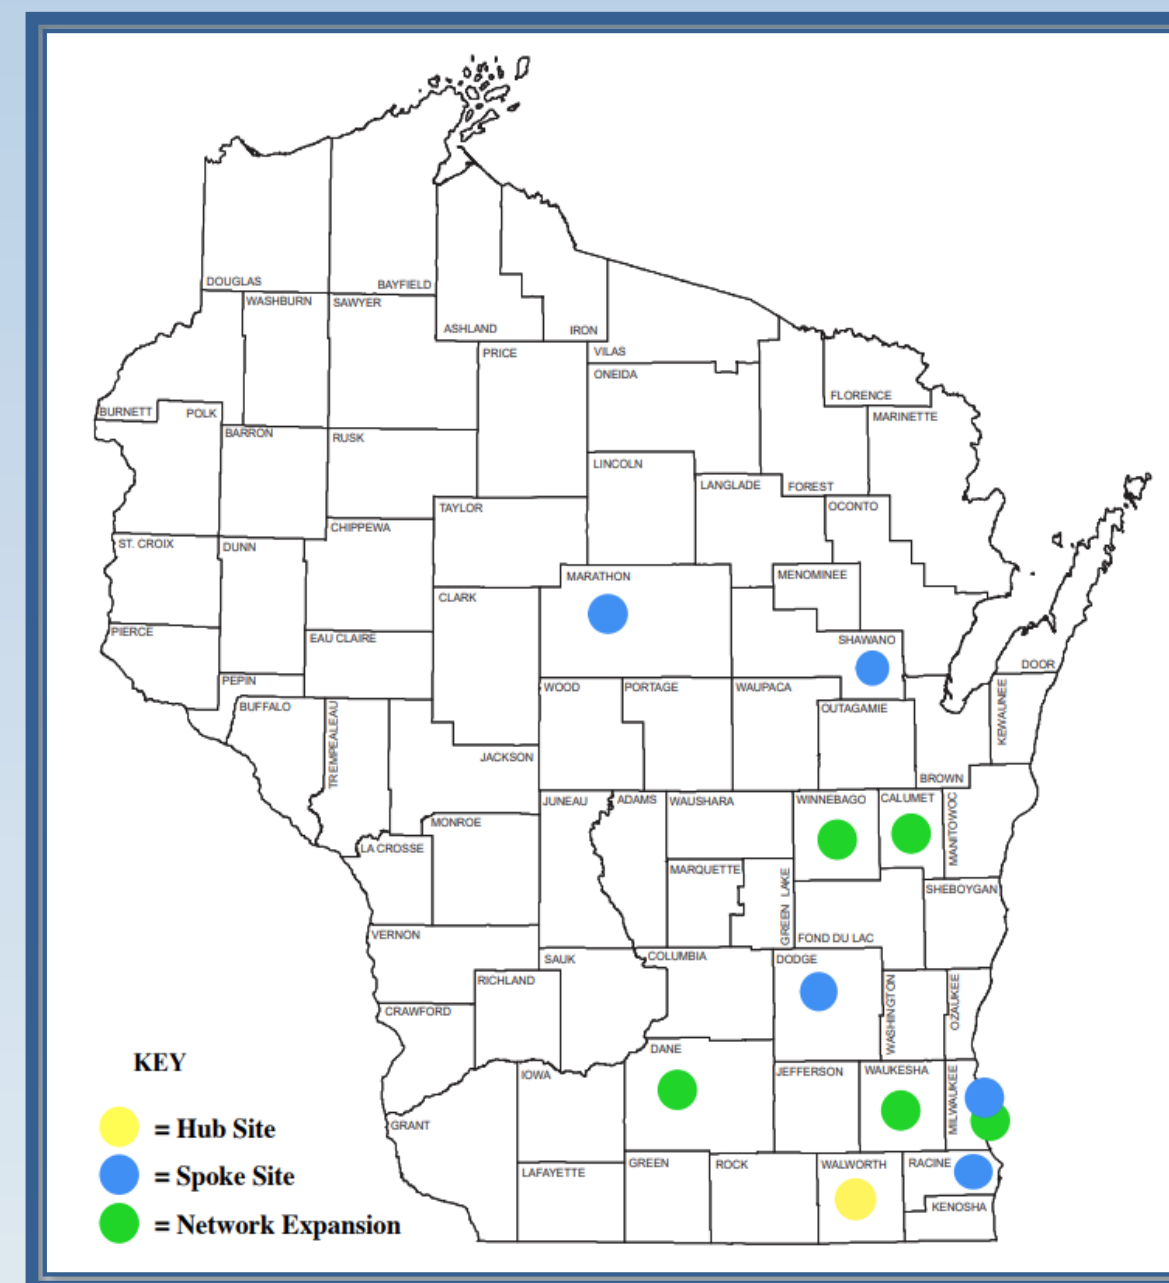 DOUGLAS
BAYFIELD
WASHBURN
SAWYER
ASHLAND
IRON
PRICE
VILAS
ONEIDA
FLORENCE
BURNETT
POLK
MARINETTE
BARRON
RUSK
LINCOLN
LANGLADE
FOREST
TAYLOR
OCONTO
CHIPPEWA
ST. CROIX
DUNN
MARATHON
MENOMINEE
CLARK
PIERCE
EAU CLAIRE
SHAWANO
DOOR
PEPIN
WOOD
PORTAGE
WAUPACA
BUFFALO
TREMPEALEAU
OUTAGAMIE
KEWAUNEE
JACKSON
BROWN
JUNEAU
ADAMS
WAUSHARA
WINNEBAGO
CALUMET
MANITOWOC
MONROE
LA CROSSE
MARQUETTE
GREEN LAKE
SHEBOYGAN
VERNON
FOND DU LAC
SAUK
COLUMBIA
DODGE
RICHLAND
WASHINGTON
OZAUKEE
CRAWFORD
DANE
KEY
IOWA
JEFFERSON
WAUKESHA
MILWAUKEE
GRANT
= Hub Site
GREEN
ROCK
WALWORTH
RACINE
LAFAYETTE
= Spoke Site
KENOSHA
= Network Expansion